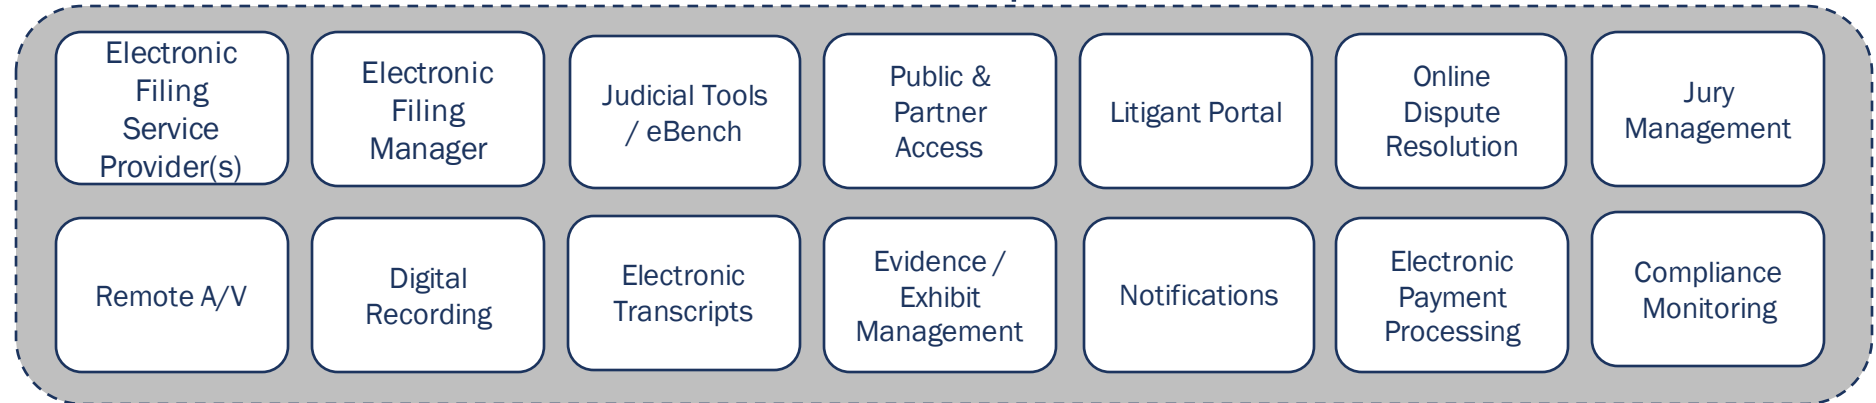 Electronic
Filing
Service
Provider(s)
Electronic
Filing
Manager
Judicial Tools
/ eBench
Public &
Partner
Access
Litigant Portal
Online
Dispute
Resolution
Jury
Management
Remote A/V
Digital
Recording
Electronic
Transcripts
Evidence /
Exhibit
Management
Notifications
Electronic
Payment
Processing
Compliance
Monitoring